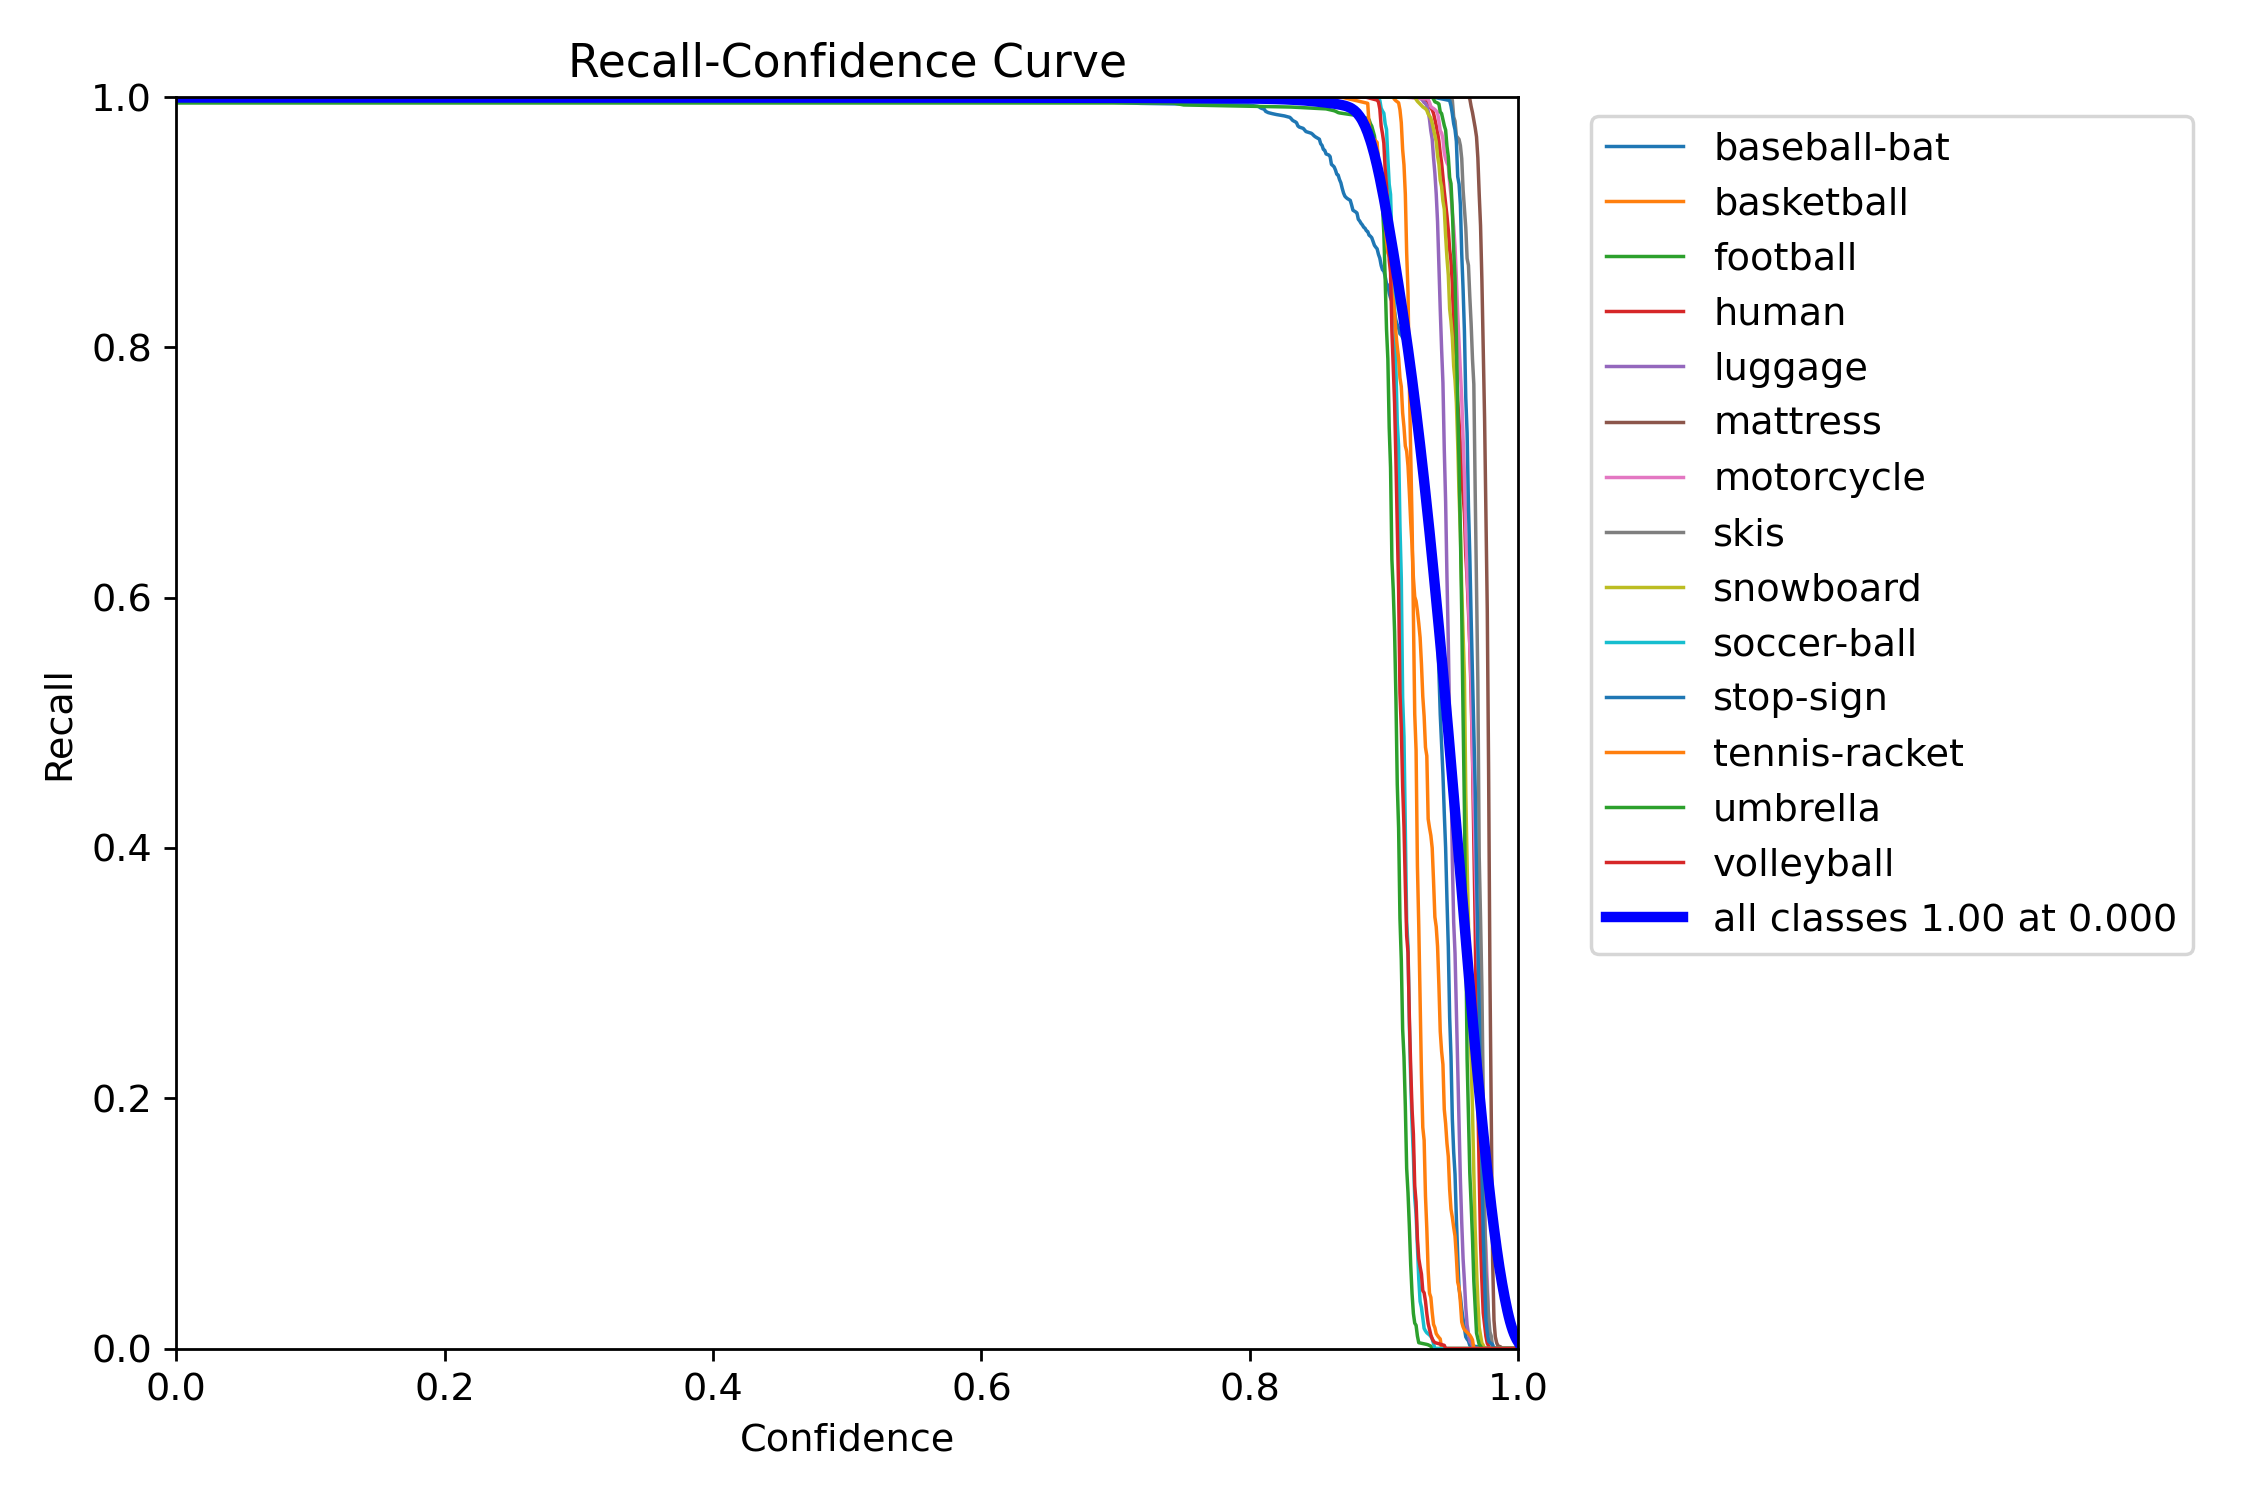 Recall-Confidence Curve
1.0
0.8
0.6
0.4
0.2
0.0
Recall
0.0 0.2 0.4 0.6 0.8 1.0
Confidence
baseball-bat
basketball
football
human
luggage
mattress
motorcycle
skis
snowboard
soccer-ball
stop-sign
tennis-racket
umbrella
volleyball
all classes 1.00 at 0.000